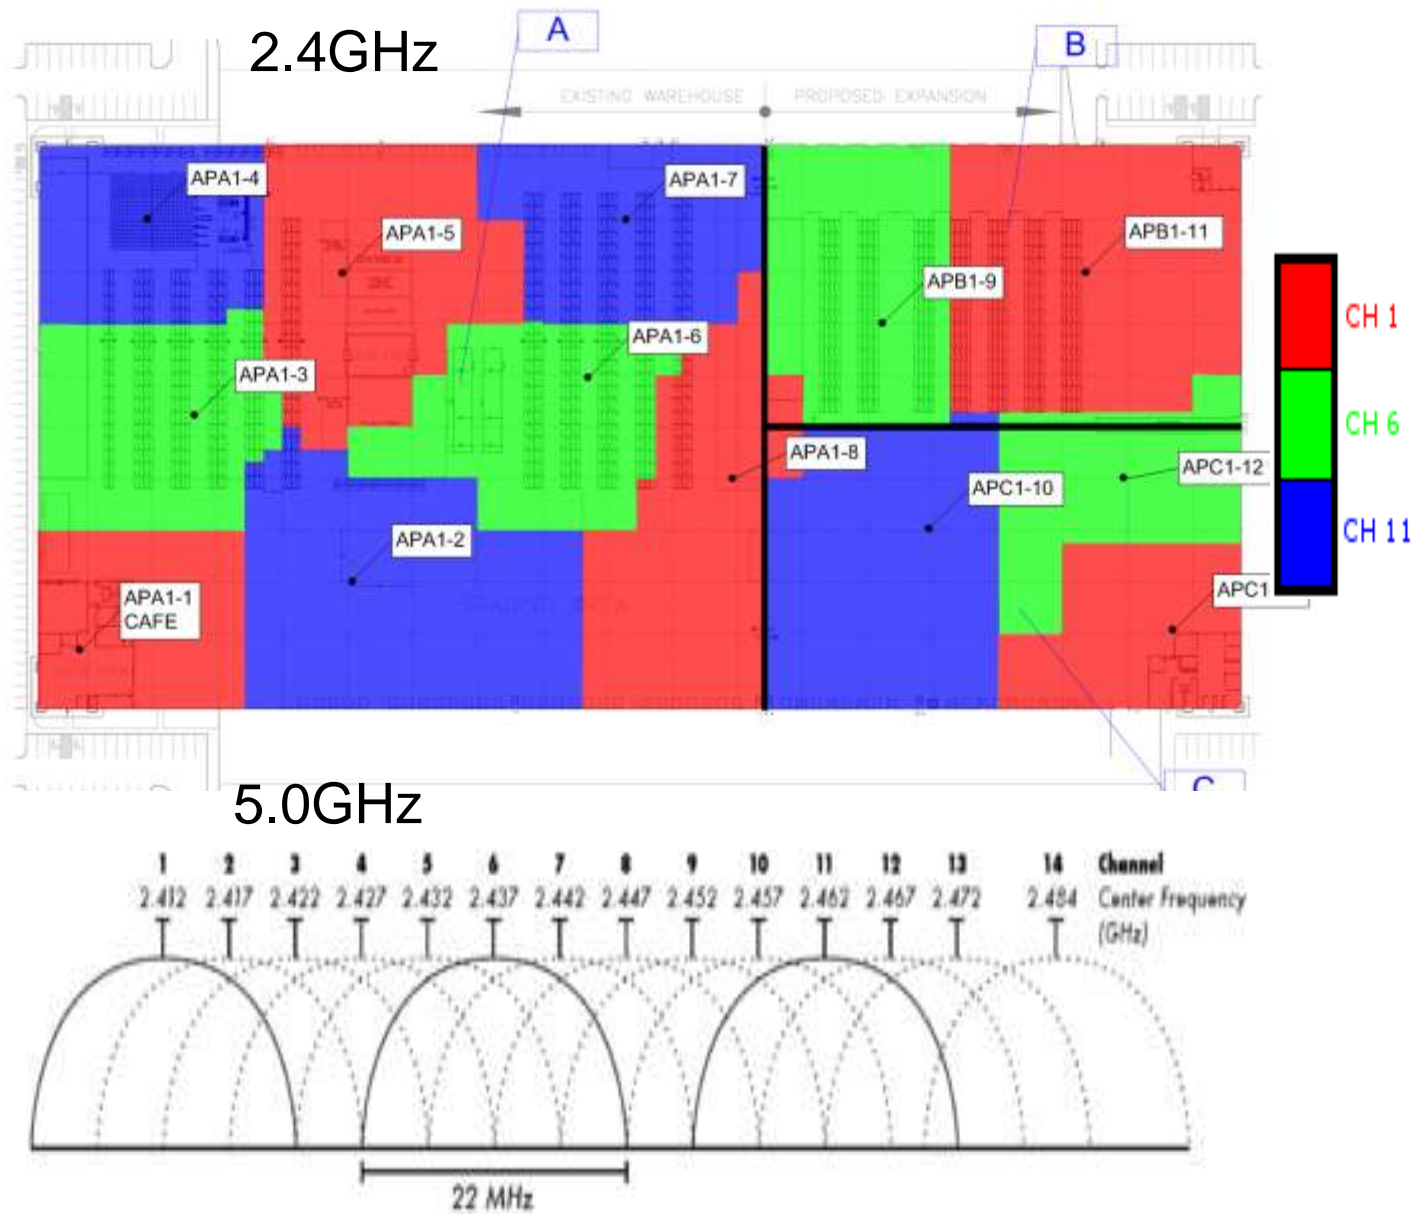 2.4GHz
A
B
EXISTING WAREHOUSE
PROPOSED EXPANSION
APA1-4
APA1-7
APA1-5
APB1-11
APB1-9
CH 1
APA1-6
APA1-3
CH 6
APA1-8
APC1-12
APC1-10
CH 11
APA1-2
APC1
APA1-1
CAFE
STAGING AREA
C
5.0GHz
1 2 3 4 5 6 7 8 9 10 11 12 13 14 Channel
2.412 2.417 2.422 2.427 2.432 2.437 2.442 2.447 2.452 2.457 2.462 2.467 2.472 2.484 Center Frequency
(GHz)
22 MHz